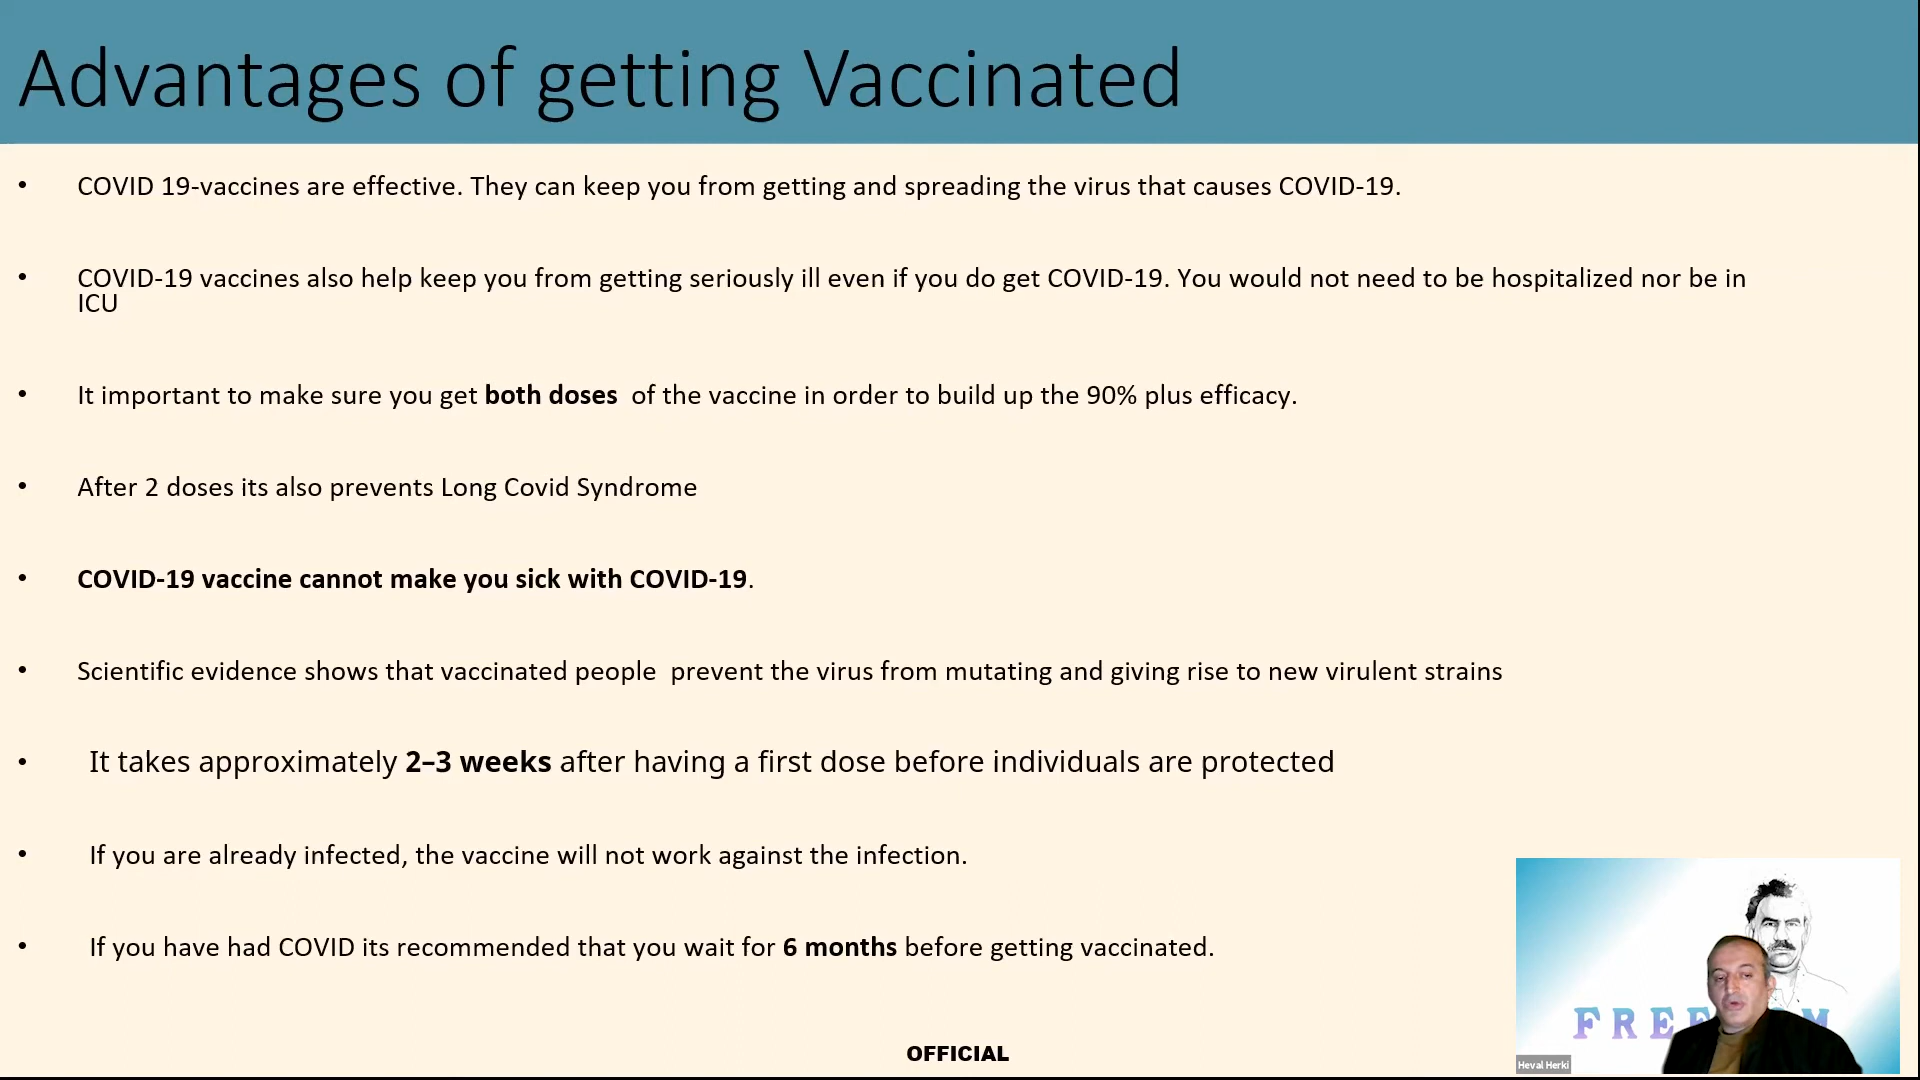 Advantages of getting Vaccinated
• COVID 19-vaccines are effective. They can keep you from getting and spreading the virus that causes COVID-19.
• COVID-19 vaccines also help keep you from getting seriously ill even if you do get COVID-19. You would not need to be hospitalized nor be in
ICU
• It important to make sure you get both doses  of the vaccine in order to build up the 90% plus efficacy.
• After 2 doses its also prevents Long Covid Syndrome
• COVID-19 vaccine cannot make you sick with COVID-19.
• Scientific evidence shows that vaccinated people  prevent the virus from mutating and giving rise to new virulent strains
• It takes approximately 2–3 weeks after having a first dose before individuals are protected
• If you are already infected, the vaccine will not work against the infection.
• If you have had COVID its recommended that you wait for 6 months before getting vaccinated.
OFFICIAL
Heval Herki